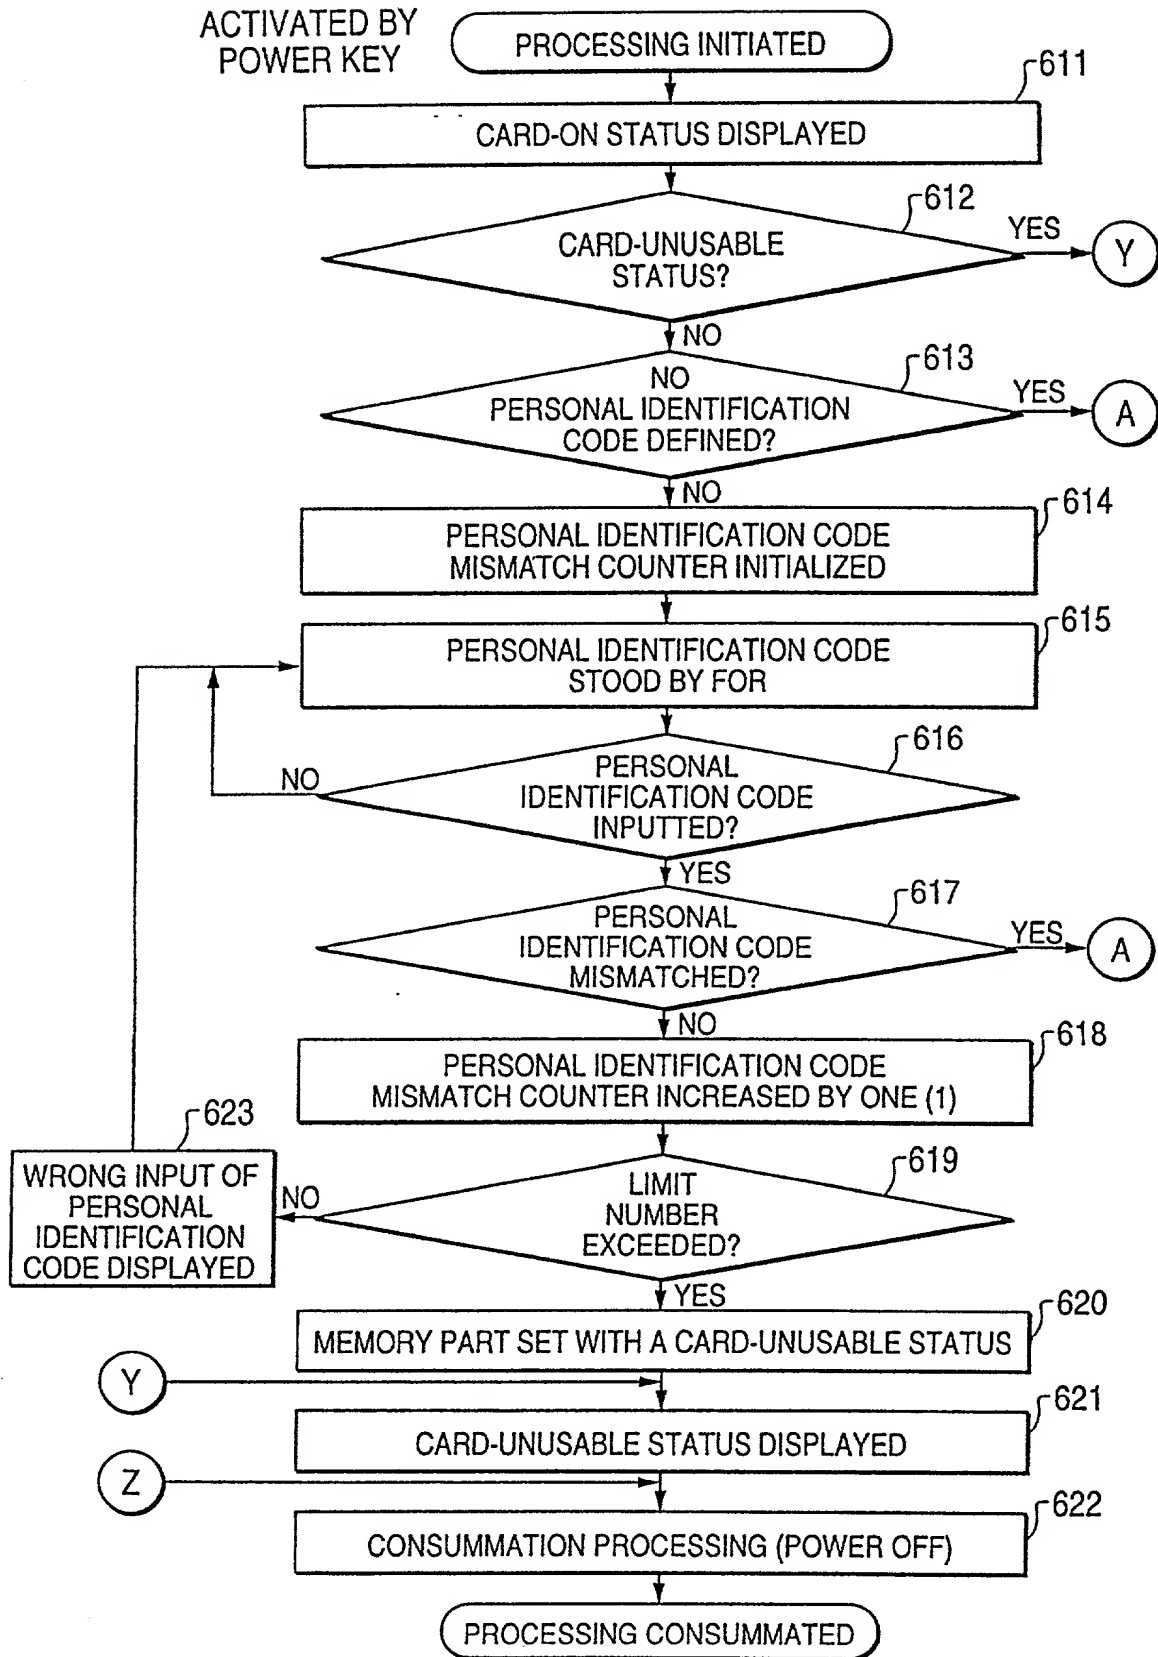 ACTIVATED BY
POWER KEY
PROCESSING INITIATED
611
CARD-ON STATUS DISPLAYED
612
CARD-UNUSABLE
STATUS?
YES
Y
NO
613
NO
PERSONAL IDENTIFICATION
CODE DEFINED?
YES
A
NO
614
PERSONAL IDENTIFICATION CODE
MISMATCH COUNTER INITIALIZED
615
PERSONAL IDENTIFICATION CODE
STOOD BY FOR
616
PERSONAL
IDENTIFICATION CODE
INPUTTED?
NO
YES
617
PERSONAL
IDENTIFICATION CODE
MISMATCHED?
YES
A
NO
618
PERSONAL IDENTIFICATION CODE
MISMATCH COUNTER INCREASED BY ONE (1)
623
WRONG INPUT OF
PERSONAL
IDENTIFICATION
CODE DISPLAYED
NO
619
LIMIT
NUMBER
EXCEEDED?
YES
620
MEMORY PART SET WITH A CARD-UNUSABLE STATUS
Y
621
CARD-UNUSABLE STATUS DISPLAYED
Z
622
CONSUMMATION PROCESSING (POWER OFF)
PROCESSING CONSUMMATED